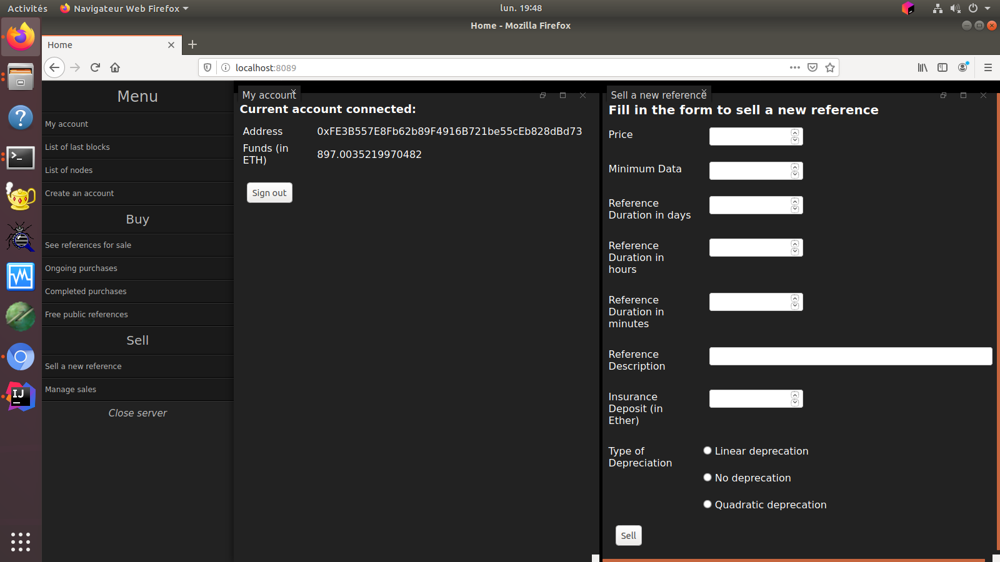 Activités
Navigateur Web Firefox
lun. 19:48
Home - Mozilla Firefox
Home
localhost:8089
Menu
My account
List of last blocks
List of nodes
Create an account
Buy
See references for sale
Ongoing purchases
Completed purchases
Free public references
Sell
Sell a new reference
Manage sales
Close server
My account
Current account connected:
Address 0xFE3B557E8Fb62b89F4916B721be55cEb828dBd73
Funds (in
ETH) 897.0035219970482
Sign out
Sell a new reference
Fill in the form to sell a new reference
Price
Minimum Data
Reference
Duration in days
Reference
Duration in
hours
Reference
Duration in
minutes
Reference
Description
Insurance
Deposit (in
Ether)
Type of
Depreciation
Linear deprecation
No deprecation
Quadratic deprecation
Sell
IJ